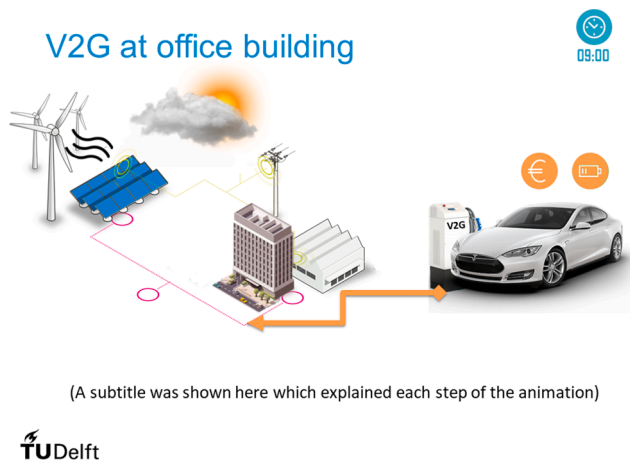 V2G at office building
09:00
€
V2G
(A subtitle was shown here which explained each step of the animation)
TUDelft